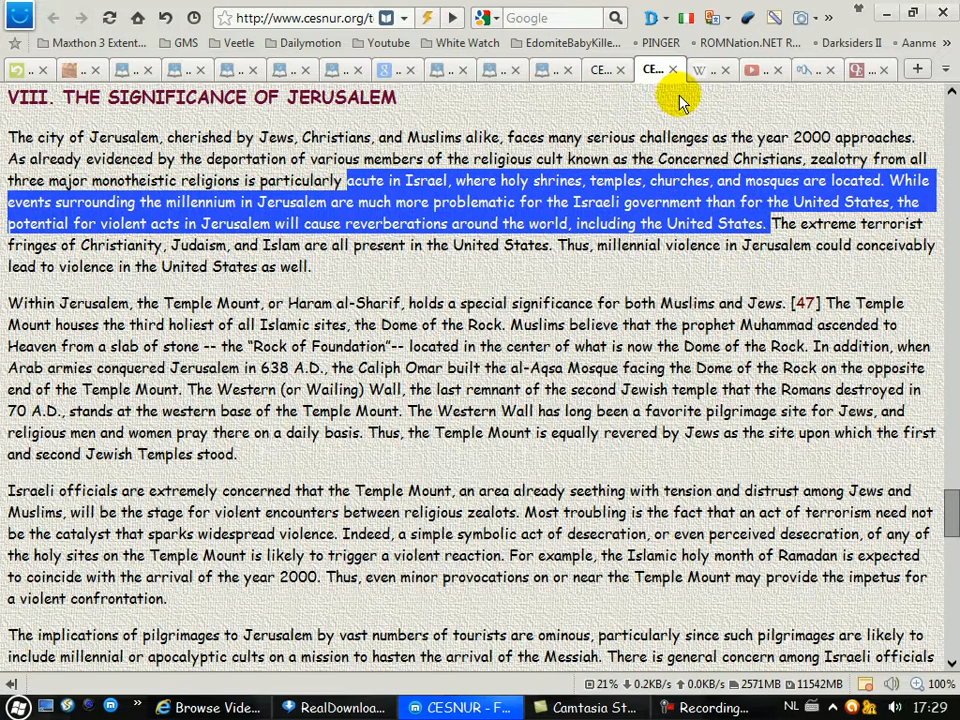 http://www.cesnur.org/t
Google
Maxthon 3 Extent...
GMS
Veetle
Dailymotion
Youtube
White Watch
EdomiteBabyKille...
PINGER
ROMNation.NET R...
Darksiders II
Aanme
CE...
CE...
VIII. THE SIGNIFICANCE OF JERUSALEM
The city of Jerusalem, cherished by Jews, Christians, and Muslims alike, faces many serious challenges as the year 2000 approaches.
As already evidenced by the deportation of various members of the religious cult known as the Concerned Christians, zealotry from all
three major monotheistic religions is particularly acute in Israel, where holy shrines, temples, churches, and mosques are located. While
events surrounding the millennium in Jerusalem are much more problematic for the Israeli government than for the United States, the
potential for violent acts in Jerusalem will cause reverberations around the world, including the United States. The extreme terrorist
fringes of Christianity, Judaism, and Islam are all present in the United States. Thus, millennial violence in Jerusalem could conceivably
lead to violence in the United States as well.
Within Jerusalem, the Temple Mount, or Haram al-Sharif, holds a special significance for both Muslims and Jews. [47] The Temple
Mount houses the third holiest of all Islamic sites, the Dome of the Rock. Muslims believe that the prophet Muhammad ascended to
Heaven from a slab of stone -- the “Rock of Foundation”-- located in the center of what is now the Dome of the Rock. In addition, when
Arab armies conquered Jerusalem in 638 A.D., the Caliph Omar built the al-Aqsa Mosque facing the Dome of the Rock on the opposite
end of the Temple Mount. The Western (or Wailing) Wall, the last remnant of the second Jewish temple that the Romans destroyed in
70 A.D., stands at the western base of the Temple Mount. The Western Wall has long been a favorite pilgrimage site for Jews, and
religious men and women pray there on a daily basis. Thus, the Temple Mount is equally revered by Jews as the site upon which the first
and second Jewish Temples stood.
Israeli officials are extremely concerned that the Temple Mount, an area already seething with tension and distrust among Jews and
Muslims, will be the stage for violent encounters between religious zealots. Most troubling is the fact that an act of terrorism need not
be the catalyst that sparks widespread violence. Indeed, a simple symbolic act of desecration, or even perceived desecration, of any of
the holy sites on the Temple Mount is likely to trigger a violent reaction. For example, the Islamic holy month of Ramadan is expected
to coincide with the arrival of the year 2000. Thus, even minor provocations on or near the Temple Mount may provide the impetus for
a violent confrontation.
The implications of pilgrimages to Jerusalem by vast numbers of tourists are ominous, particularly since such pilgrimages are likely to
include millennial or apocalyptic cults on a mission to hasten the arrival of the Messiah. There is general concern among Israeli officials
21% 0.2KB/s 0.0KB/s 2571MB 11542MB 100%
Browse Vide...
RealDownloa...
CESNUR - F...
Camtasia St...
Recording...
NL
17:29